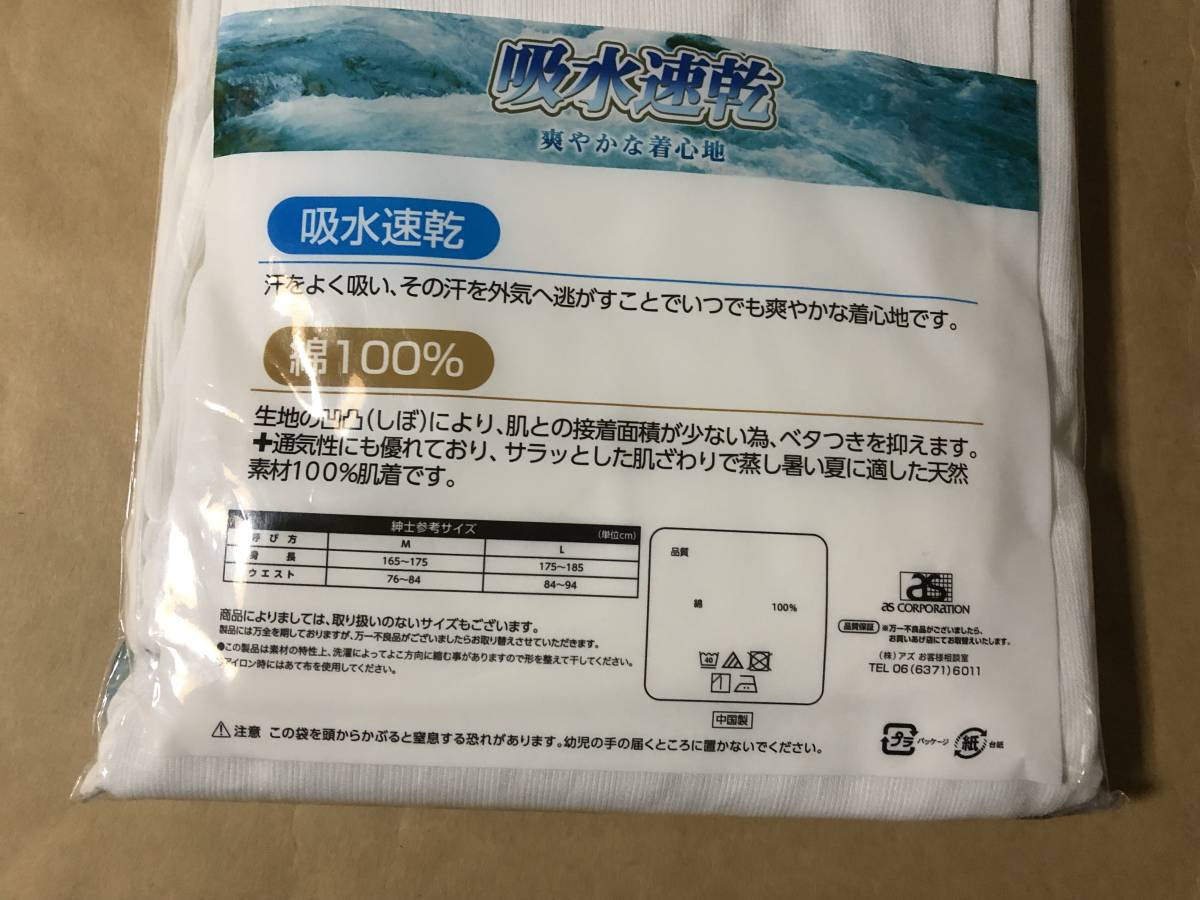 吸水速乾
爽やかな着心地
吸水速乾
汗をよく吸い、その汗を外気へ逃がすことでいつでも爽やかな着心地です。
綿100%
生地の凹凸(しぼ)により、肌との接着面積が少ない為、ベタつきを抑えます。
✚通気性にも優れており、サラッとした肌ざわりで蒸し暑い夏に適した天然
素材100%肌着です。
紳士参考サイズ (単位cm)
呼び方 M L
身長 165〜175 175〜185
ウエスト 76〜84 84〜94
商品によりましては、取り扱いのないサイズもございます。
製品には万全を期しておりますが、万一不良品がございましたらお取り替えさせていただきます。
●この製品は素材の特性上、洗濯によってよこ方向に縮む事がありますので形を整えて干してください。
●アイロン時にはあて布を使用してください。
品質
綿 100%
40
中国製
as
as CORPORATION
品質保証 ※万一不良品がございましたら、
お買いあげ店にてお替えいたします。
(株)アズ お客様相談室
TEL 06(6371)6011
⚠注意 この袋を頭からかぶると窒息する恐れがあります。幼児の手の届くところに置かないでください。
プラ パッケージ 紙 台紙